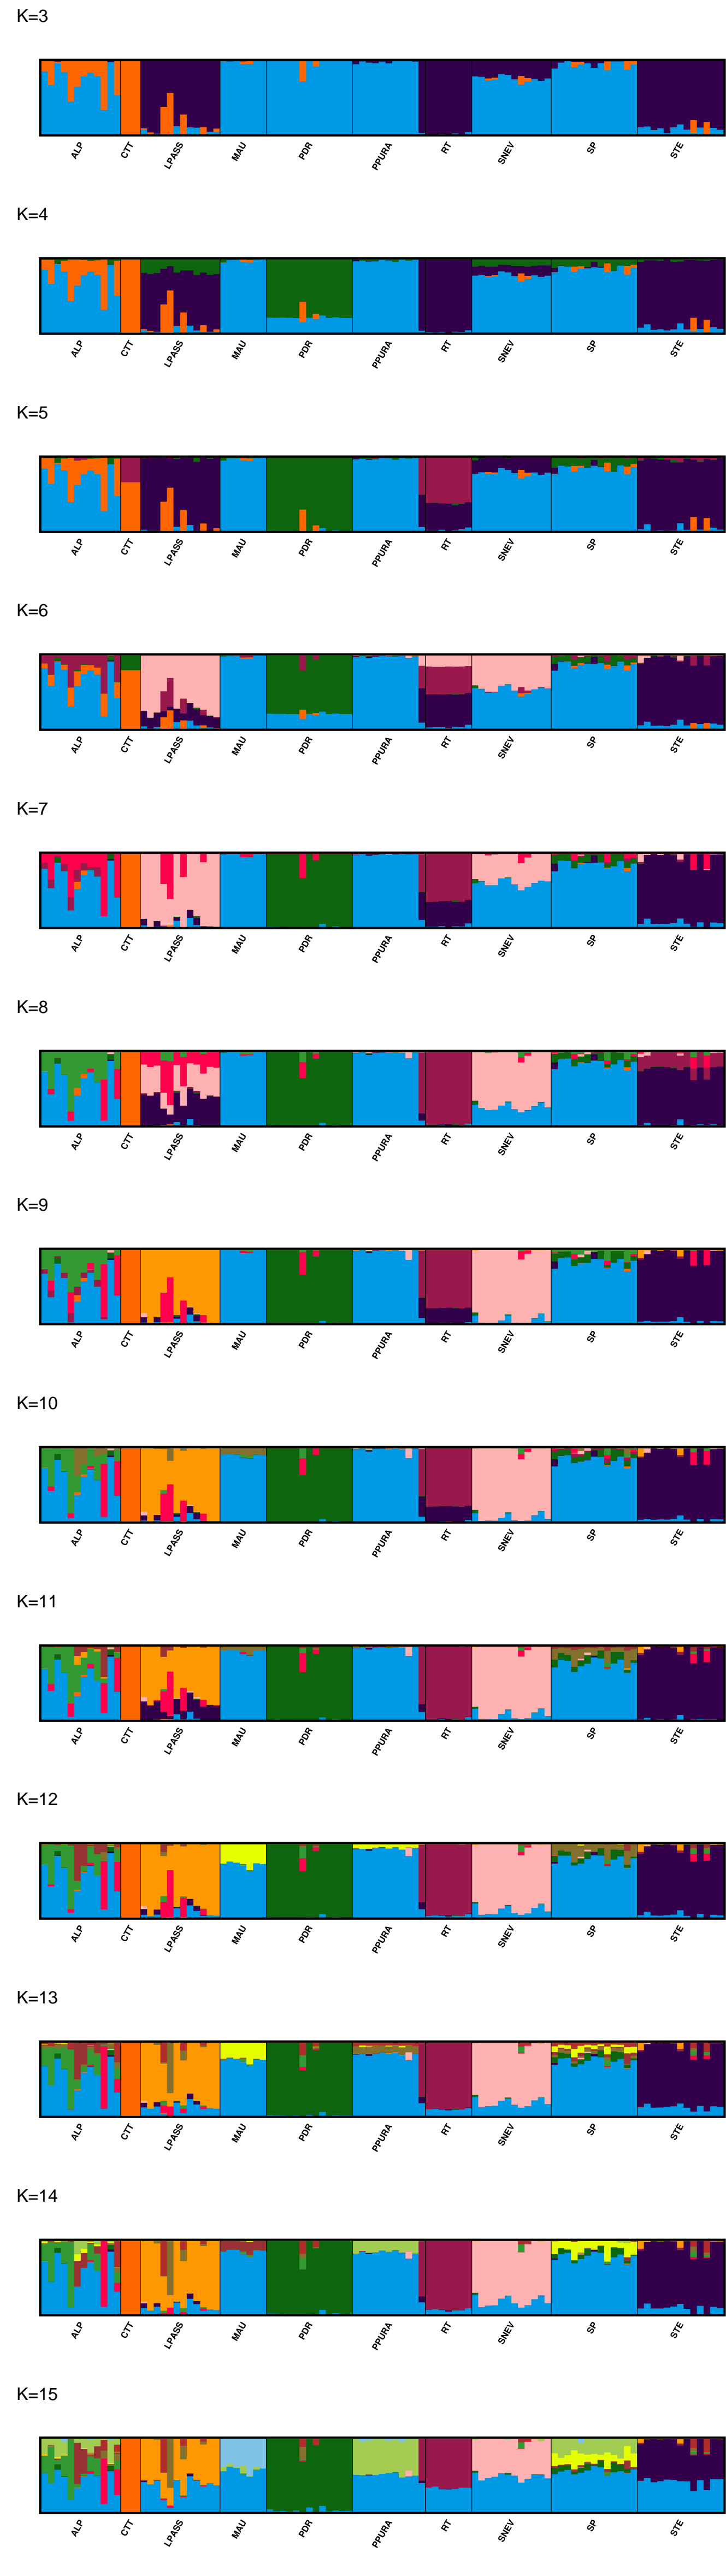 K=3
ALP CTT LPASS MAU PDR PPURA RT SNEV SP STE
K=4
ALP CTT LPASS MAU PDR PPURA RT SNEV SP STE
K=5
ALP CTT LPASS MAU PDR PPURA RT SNEV SP STE
K=6
ALP CTT LPASS MAU PDR PPURA RT SNEV SP STE
K=7
ALP CTT LPASS MAU PDR PPURA RT SNEV SP STE
K=8
ALP CTT LPASS MAU PDR PPURA RT SNEV SP STE
K=9
ALP CTT LPASS MAU PDR PPURA RT SNEV SP STE
K=10
ALP CTT LPASS MAU PDR PPURA RT SNEV SP STE
K=11
ALP CTT LPASS MAU PDR PPURA RT SNEV SP STE
K=12
ALP CTT LPASS MAU PDR PPURA RT SNEV SP STE
K=13
ALP CTT LPASS MAU PDR PPURA RT SNEV SP STE
K=14
ALP CTT LPASS MAU PDR PPURA RT SNEV SP STE
K=15
ALP CTT LPASS MAU PDR PPURA RT SNEV SP STE